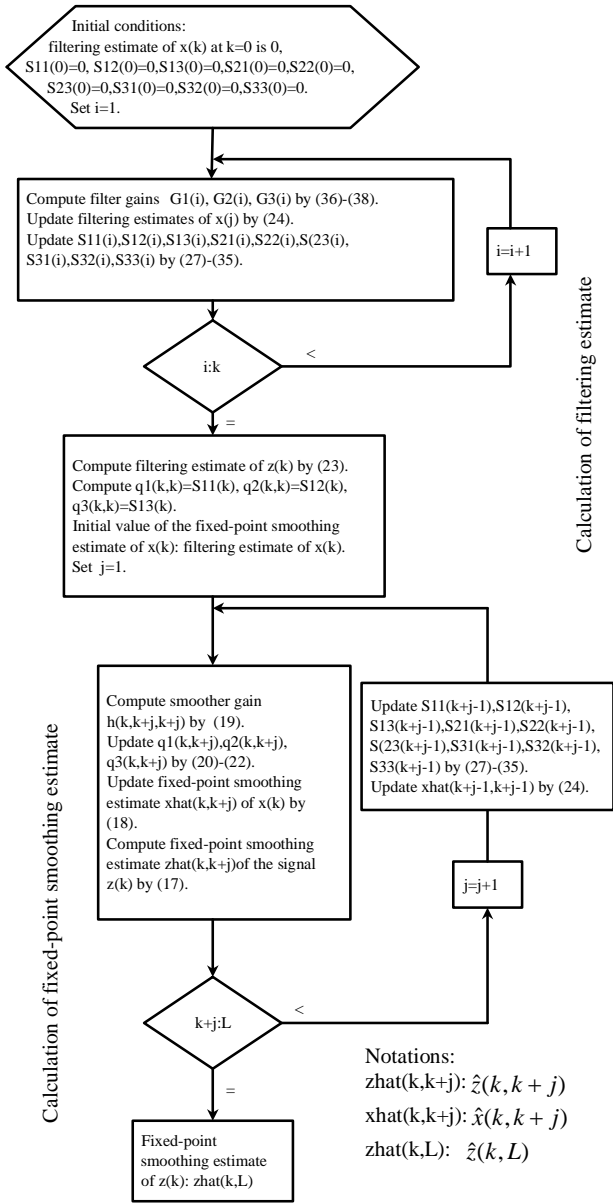 Initial conditions:
filtering estimate of x(k) at k=0 is 0,
S11(0)=0, S12(0)=0,S13(0)=0,S21(0)=0,S22(0)=0,
S23(0)=0,S31(0)=0,S32(0)=0,S33(0)=0.
Set i=1.
Compute filter gains G1(i), G2(i), G3(i) by (36)-(38).
Update filtering estimates of x(j) by (24).
Update S11(i),S12(i),S13(i),S21(i),S22(i),S(23(i),
S31(i),S32(i),S33(i) by (27)-(35).
i=i+1
i:k
<
=
Calculation of filtering estimate
Compute filtering estimate of z(k) by (23).
Compute q1(k,k)=S11(k), q2(k,k)=S12(k),
q3(k,k)=S13(k).
Initial value of the fixed-point smoothing
estimate of x(k): filtering estimate of x(k).
Set j=1.
Compute smoother gain
h(k,k+j,k+j) by (19).
Update q1(k,k+j),q2(k,k+j),
q3(k,k+j) by (20)-(22).
Update fixed-point smoothing
estimate xhat(k,k+j) of x(k) by
(18).
Compute fixed-point smoothing
estimate zhat(k,k+j)of the signal
z(k) by (17).
Update S11(k+j-1),S12(k+j-1),
S13(k+j-1),S21(k+j-1),S22(k+j-1),
S(23(k+j-1),S31(k+j-1),S32(k+j-1),
S33(k+j-1) by (27)-(35).
Update xhat(k+j-1,k+j-1) by (24).
j=j+1
k+j:L
<
=
Calculation of fixed-point smoothing estimate
Fixed-point
smoothing estimate
of z(k): zhat(k,L)
Notations:
zhat(k,k+j): ẑ(k, k + j)
xhat(k,k+j): x̂(k, k + j)
zhat(k,L): ẑ(k, L)